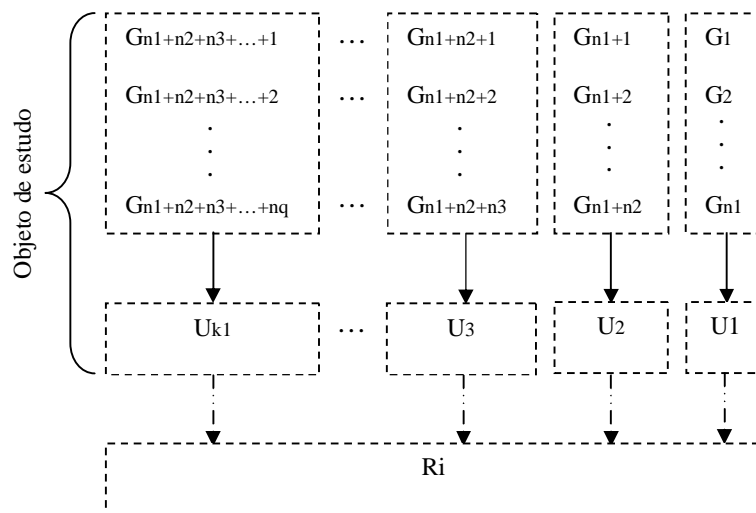 Objeto de estudo
Gn1+n2+n3+…+1 … Gn1+n2+1 Gn1+1 G1
Gn1+n2+n3+…+2 … Gn1+n2+2 Gn1+2 G2
Gn1+n2+n3+…+nq … Gn1+n2+n3 Gn1+n2 Gn1
Uk1 … U3 U2 U1
Ri